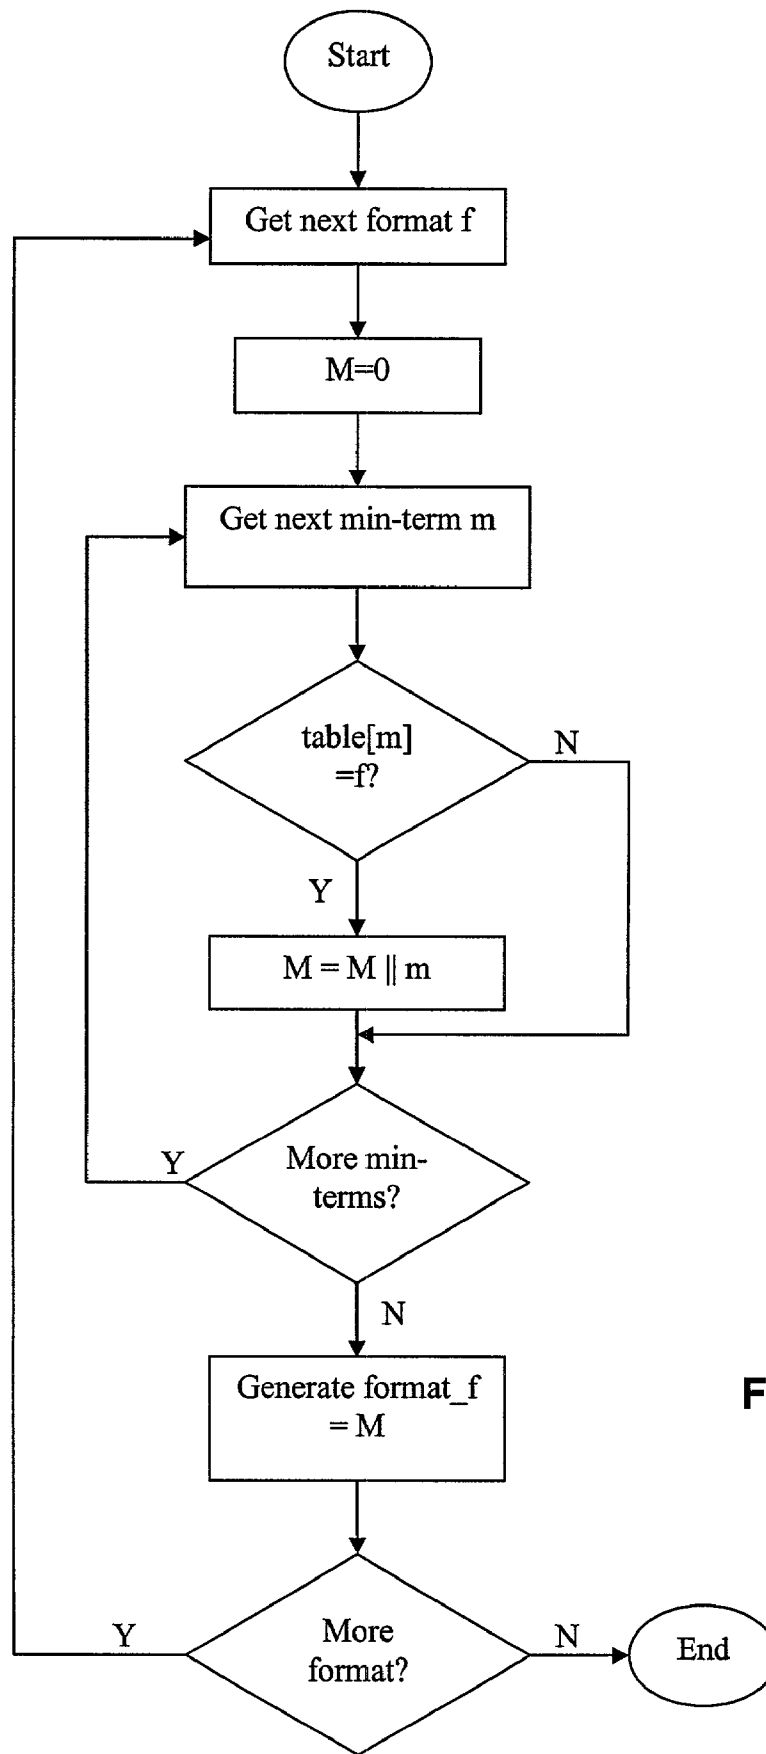 Start
Get next format f
M=0
Get next min-term m
table[m]
=f?
N
Y
M = M || m
More min-
terms?
Y
N
Generate format_f
= M
F
More
format?
Y
N
End